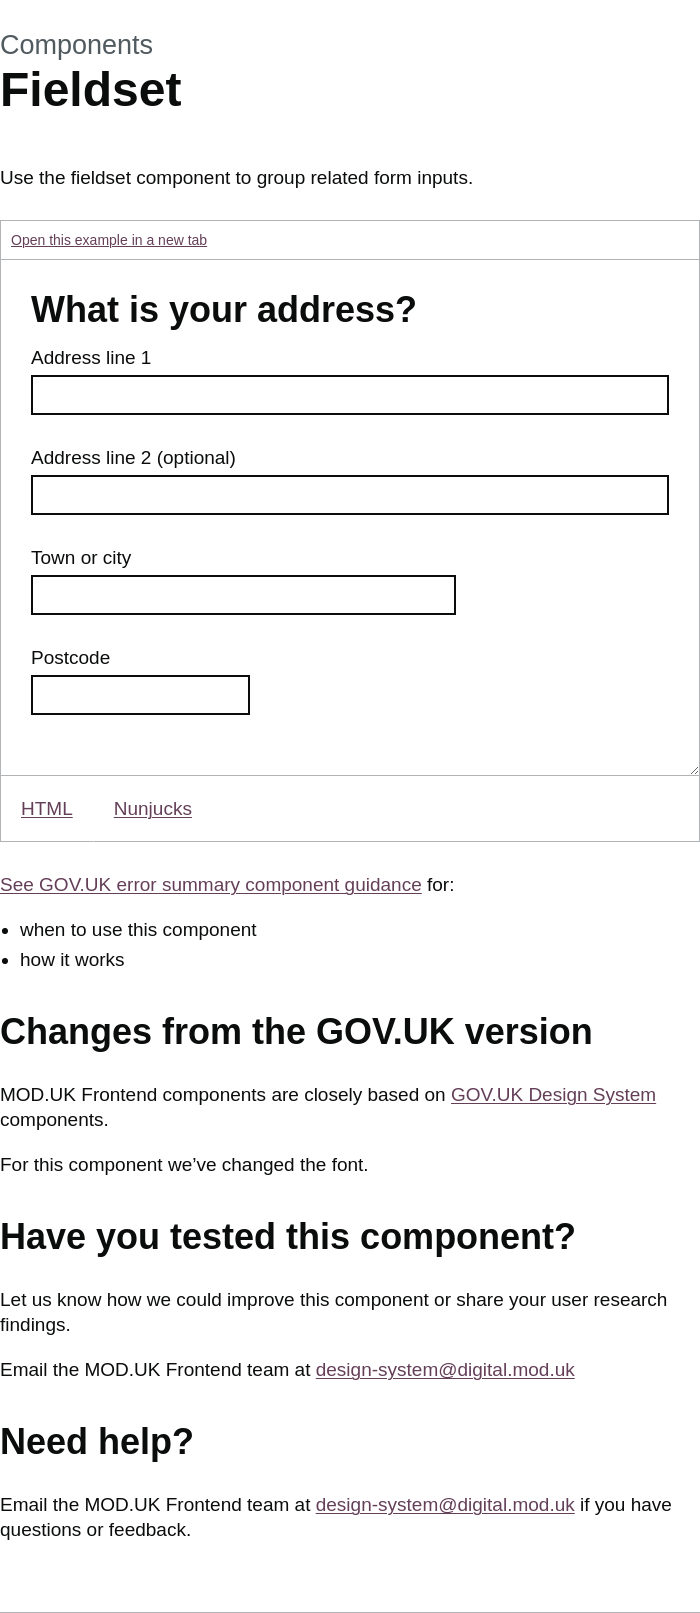 Components
Fieldset
Use the fieldset component to group related form inputs.
Open this example in a new tab
What is your address?
Address line 1
Address line 2 (optional)
Town or city
Postcode
HTML Nunjucks
See GOV.UK error summary component guidance for:
when to use this component
how it works
Changes from the GOV.UK version
MOD.UK Frontend components are closely based on GOV.UK Design System
components.
For this component we’ve changed the font.
Have you tested this component?
Let us know how we could improve this component or share your user research
findings.
Email the MOD.UK Frontend team at design-system@digital.mod.uk
Need help?
Email the MOD.UK Frontend team at design-system@digital.mod.uk if you have
questions or feedback.